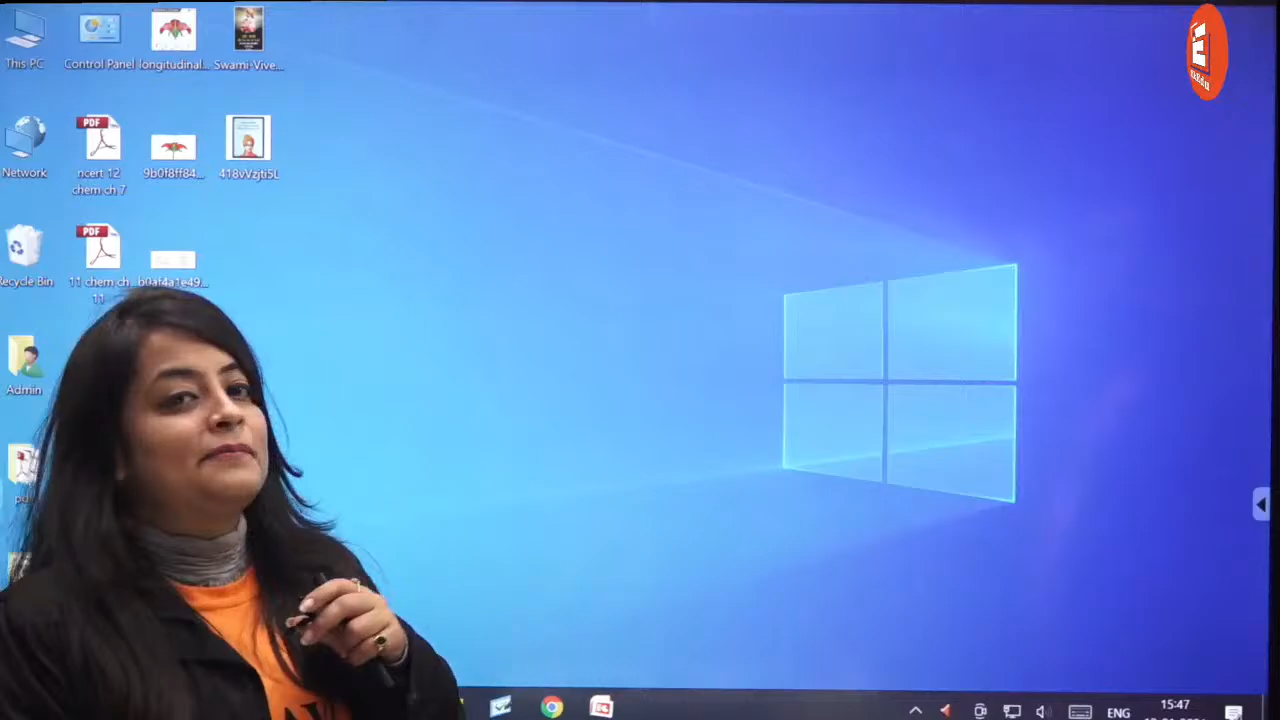 This PC
Control Panel
longitudinal...
Swami-Vive...
PDF
Network
ncert 12
chem ch 7
9b0f8ff84...
418vVzjti5L
PDF
Recycle Bin
11 chem ch
11
b0af4a1e49...
Admin
ENG
15:47